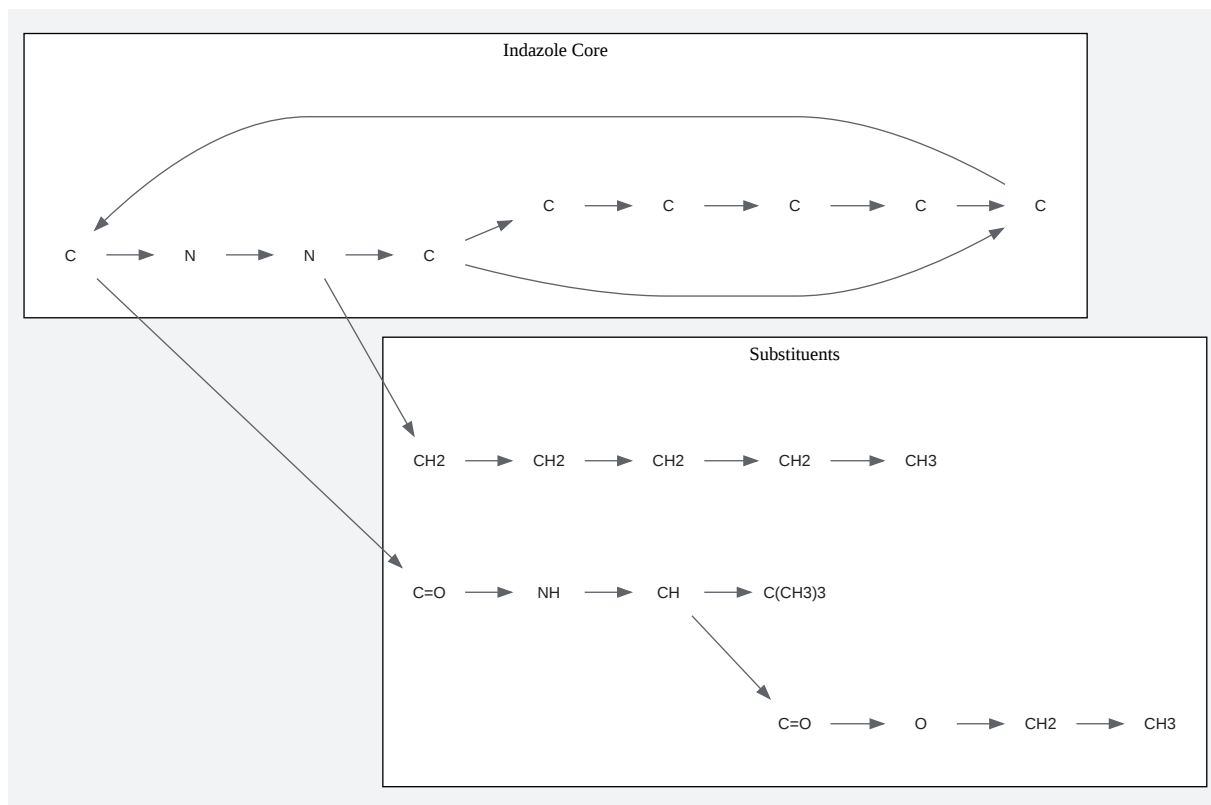 Indazole Core
C C C C C
C N N C
Substituents
CH2 CH2 CH2 CH2 CH3
C=O NH CH C(CH3)3
C=O O CH2 CH3